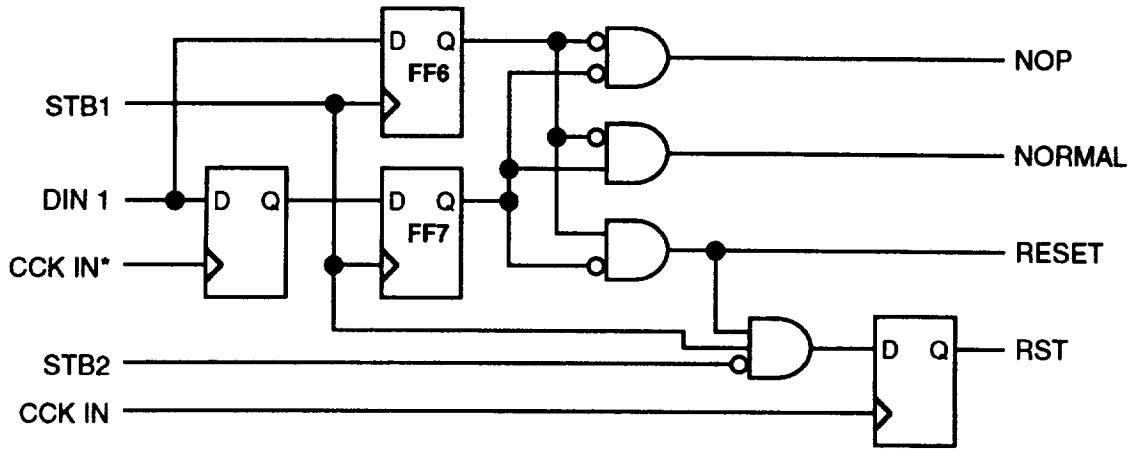 D Q
FF6
NOP
STB1
NORMAL
DIN 1
D Q
D Q
FF7
CCK IN*
RESET
STB2
D Q
RST
CCK IN